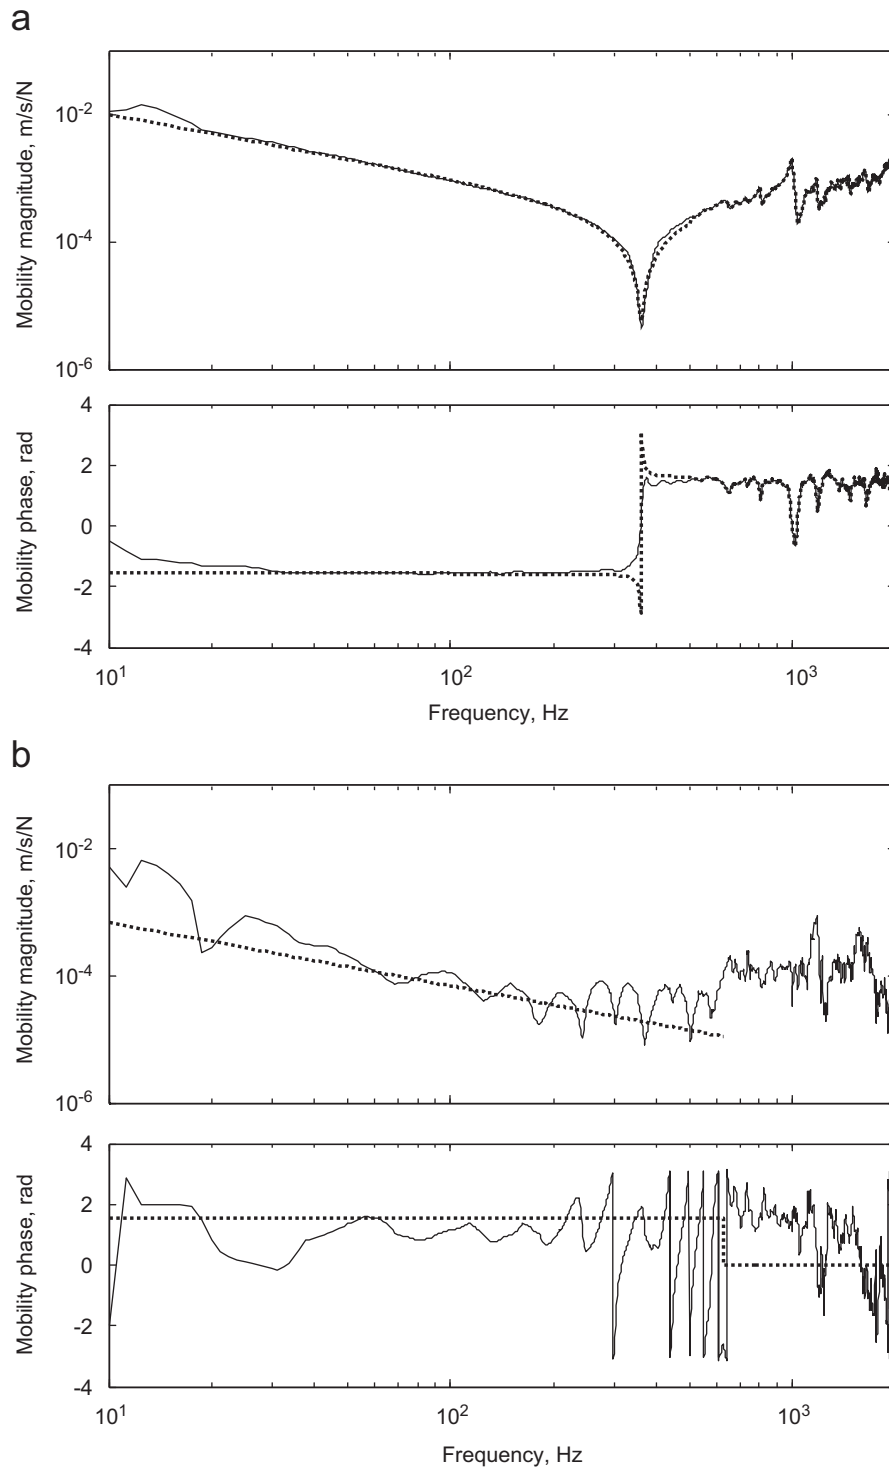 a
Mobility magnitude, m/s/N
10-2
10-4
10-6
Mobility phase, rad
4
2
0
-2
-4
101
102
103
Frequency, Hz
b
Mobility magnitude, m/s/N
10-2
10-4
10-6
Mobility phase, rad
4
2
0
-2
-4
101
102
103
Frequency, Hz